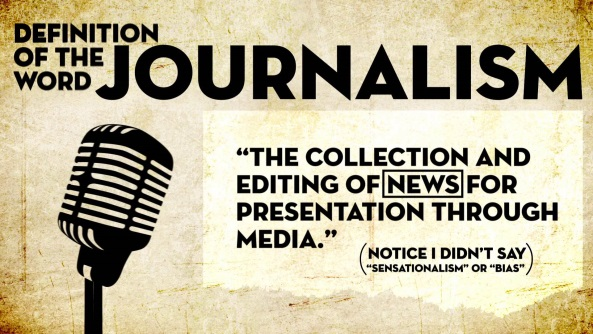 DEFINITION
OF THE
WORD
JOURNALISM
“THE COLLECTION AND
EDITING OF NEWS FOR
PRESENTATION THROUGH
MEDIA.”
(NOTICE I DIDN’T SAY
“SENSATIONALISM” OR “BIAS”)